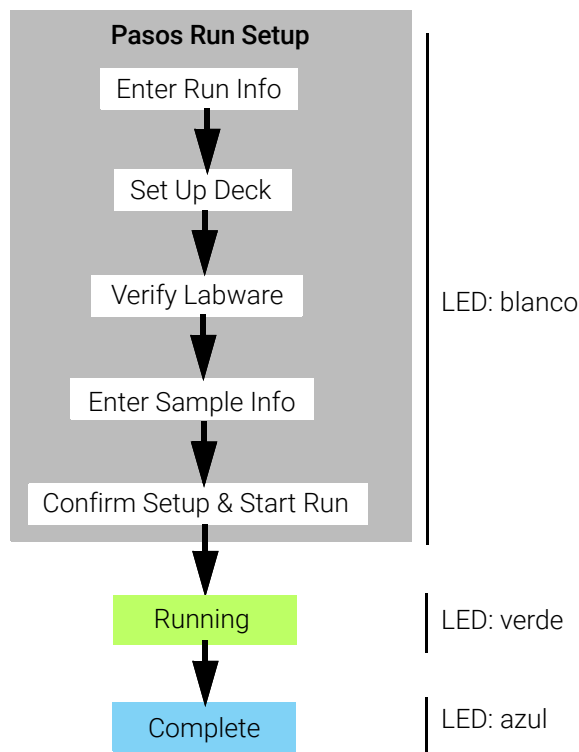 Pasos Run Setup
Enter Run Info
Set Up Deck
Verify Labware
LED: blanco
Enter Sample Info
Confirm Setup & Start Run
Running
LED: verde
Complete
LED: azul